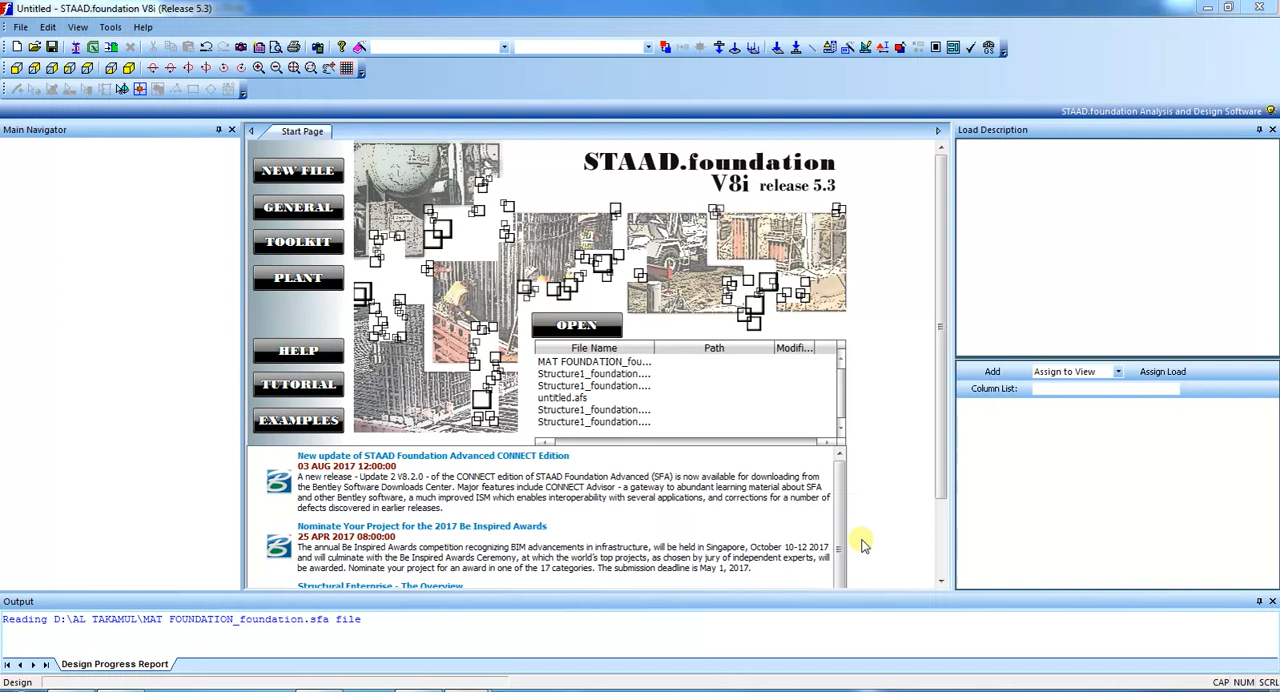 Untitled - STAAD.foundation V8i (Release 5.3)
File Edit View Tools Help
STAAD.foundation Analysis and Design Software
Main Navigator
Start Page
Load Description
NEW FILE
GENERAL
TOOLKIT
PLANT
HELP
TUTORIAL
EXAMPLES
STAAD.foundation
V8i release 5.3
OPEN
File Name Path Modifi...
MAT FOUNDATION_fou...
Structure1_foundation....
Structure1_foundation....
untitled.afs
Structure1_foundation....
Structure1_foundation....
Add Assign to View Assign Load
Column List:
New update of STAAD Foundation Advanced CONNECT Edition
03 AUG 2017 12:00:00
A new release - Update 2 V8.2.0 - of the CONNECT edition of STAAD Foundation Advanced (SFA) is now available for downloading from
the Bentley Software Downloads Center. Major features include CONNECT Advisor - a gateway to abundant learning material about SFA
and other Bentley software, a much improved ISM which enables interoperability with several applications, and corrections for a number of
defects discovered in earlier releases.
Nominate Your Project for the 2017 Be Inspired Awards
25 APR 2017 08:00:00
The annual Be Inspired Awards competition recognizing BIM advancements in infrastructure, will be held in Singapore, October 10-12 2017
and will culminate with the Be Inspired Awards Ceremony, at which the world's top projects, as chosen by jury of independent experts, will
be awarded. Nominate your project for an award in one of the 17 categories. The submission deadline is May 1, 2017.
Structural Enterprise - The Overview
Output
Reading D:\AL TAKAMUL\MAT FOUNDATION_foundation.sfa file
Design Progress Report
Design
CAP NUM SCRL